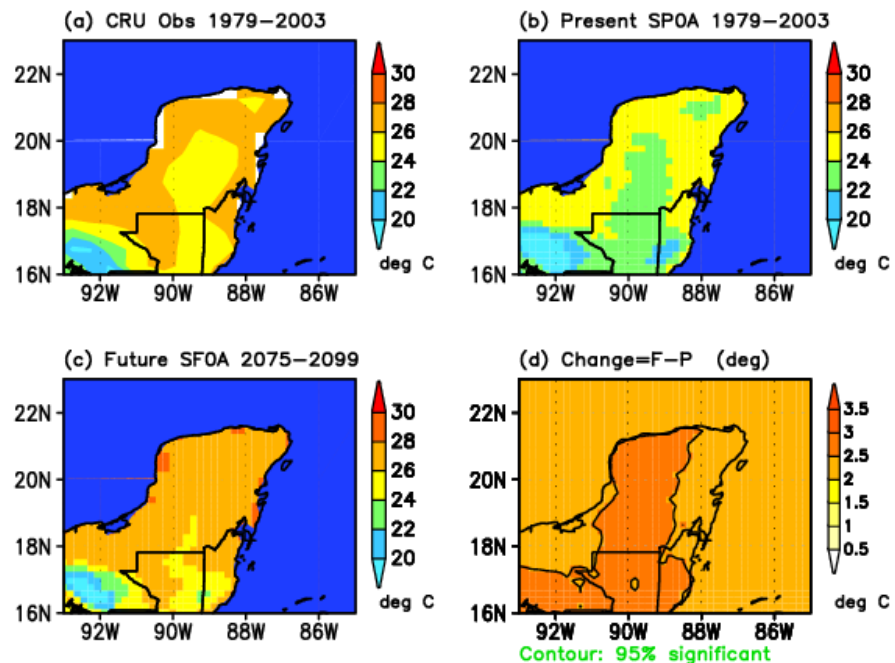 (a) CRU Obs 1979-2003
22N
20N
18N
16N
92W 90W 88W 86W
30
28
26
24
22
20
deg C
(b) Present SP0A 1979-2003
22N
20N
18N
16N
92W 90W 88W 86W
30
28
26
24
22
20
deg C
(c) Future SF0A 2075-2099
22N
20N
18N
16N
92W 90W 88W 86W
30
28
26
24
22
20
deg C
(d) Change=F-P (deg)
22N
20N
18N
16N
92W 90W 88W 86W
3.5
3
2.5
2
1.5
1
0.5
deg C
Contour: 95% significant